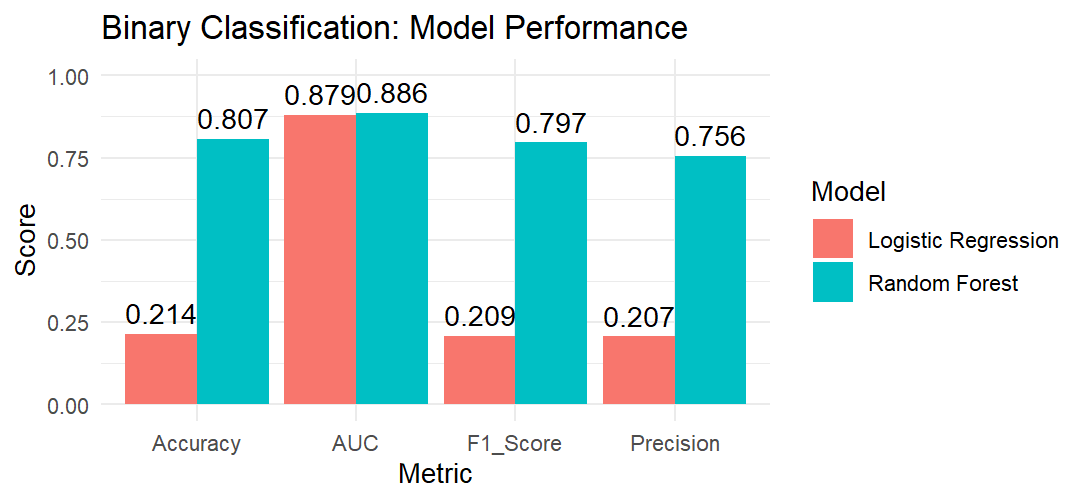 Binary Classification: Model Performance
1.00
0.75
0.50
0.25
0.00
Score
0.214
0.807
0.879
0.886
0.209
0.797
0.207
0.756
Accuracy
AUC
F1_Score
Precision
Metric
Model
Logistic Regression
Random Forest